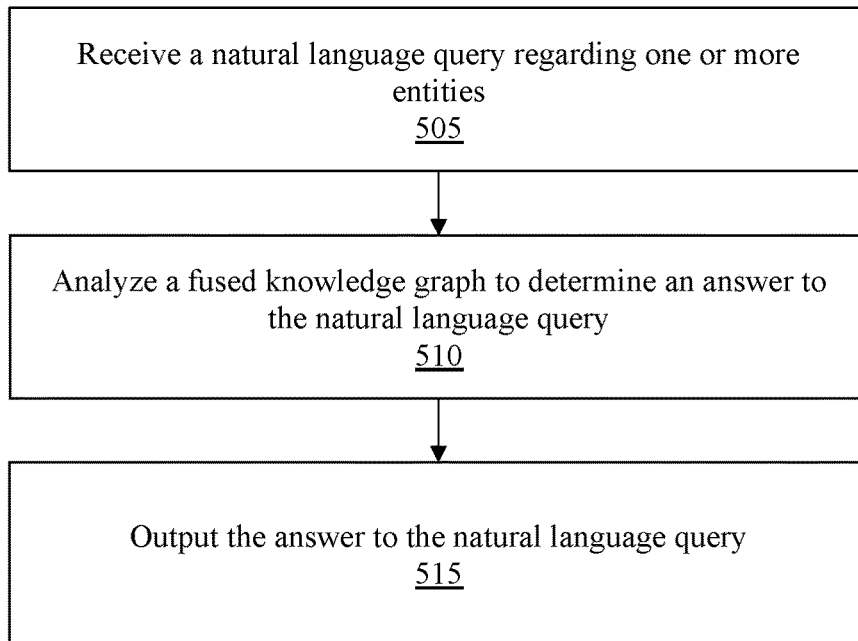 Receive a natural language query regarding one or more
entities
505
Analyze a fused knowledge graph to determine an answer to
the natural language query
510
Output the answer to the natural language query
515